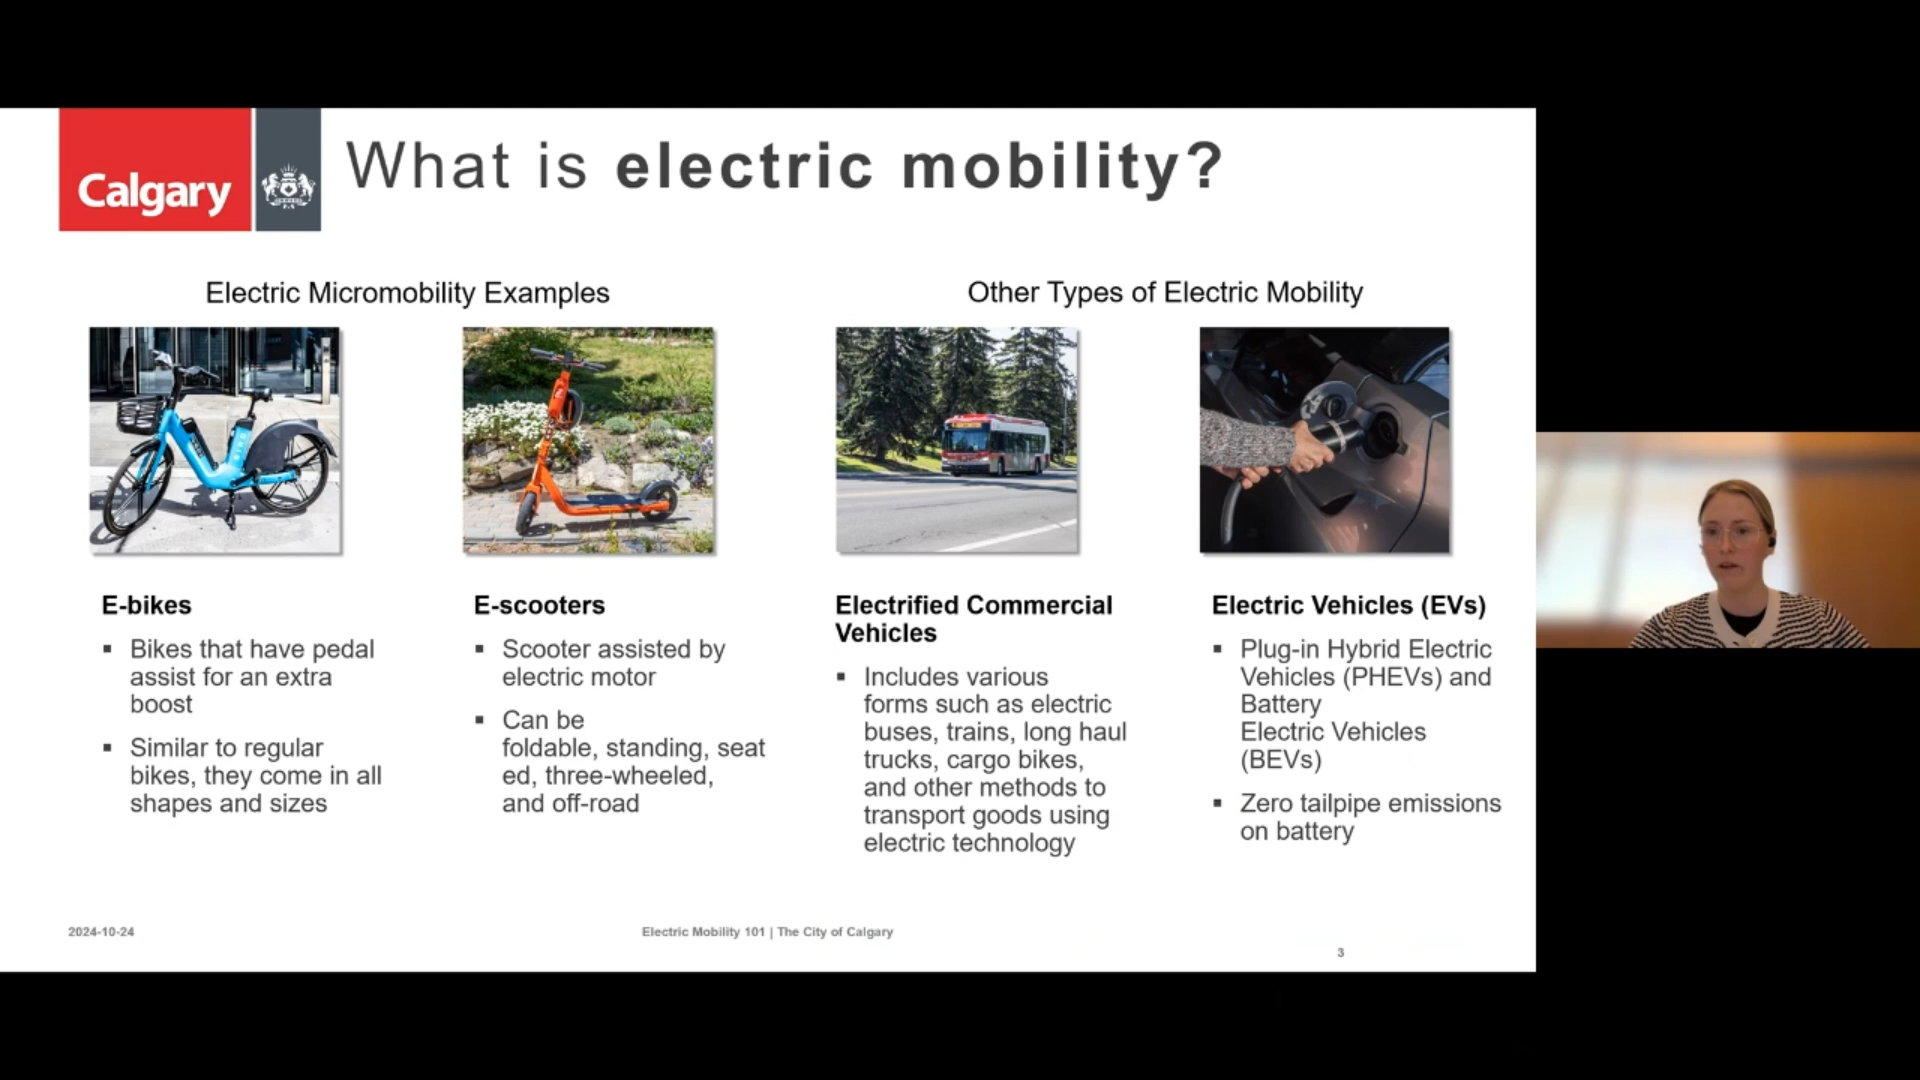 Calgary
What is electric mobility?
Electric Micromobility Examples
Other Types of Electric Mobility
E-bikes
▪ Bikes that have pedal
assist for an extra
boost
▪ Similar to regular
bikes, they come in all
shapes and sizes
E-scooters
▪ Scooter assisted by
electric motor
▪ Can be
foldable, standing, seat
ed, three-wheeled,
and off-road
Electrified Commercial
Vehicles
▪ Includes various
forms such as electric
buses, trains, long haul
trucks, cargo bikes,
and other methods to
transport goods using
electric technology
Electric Vehicles (EVs)
▪ Plug-in Hybrid Electric
Vehicles (PHEVs) and
Battery
Electric Vehicles
(BEVs)
▪ Zero tailpipe emissions
on battery
2024-10-24
Electric Mobility 101 | The City of Calgary
3